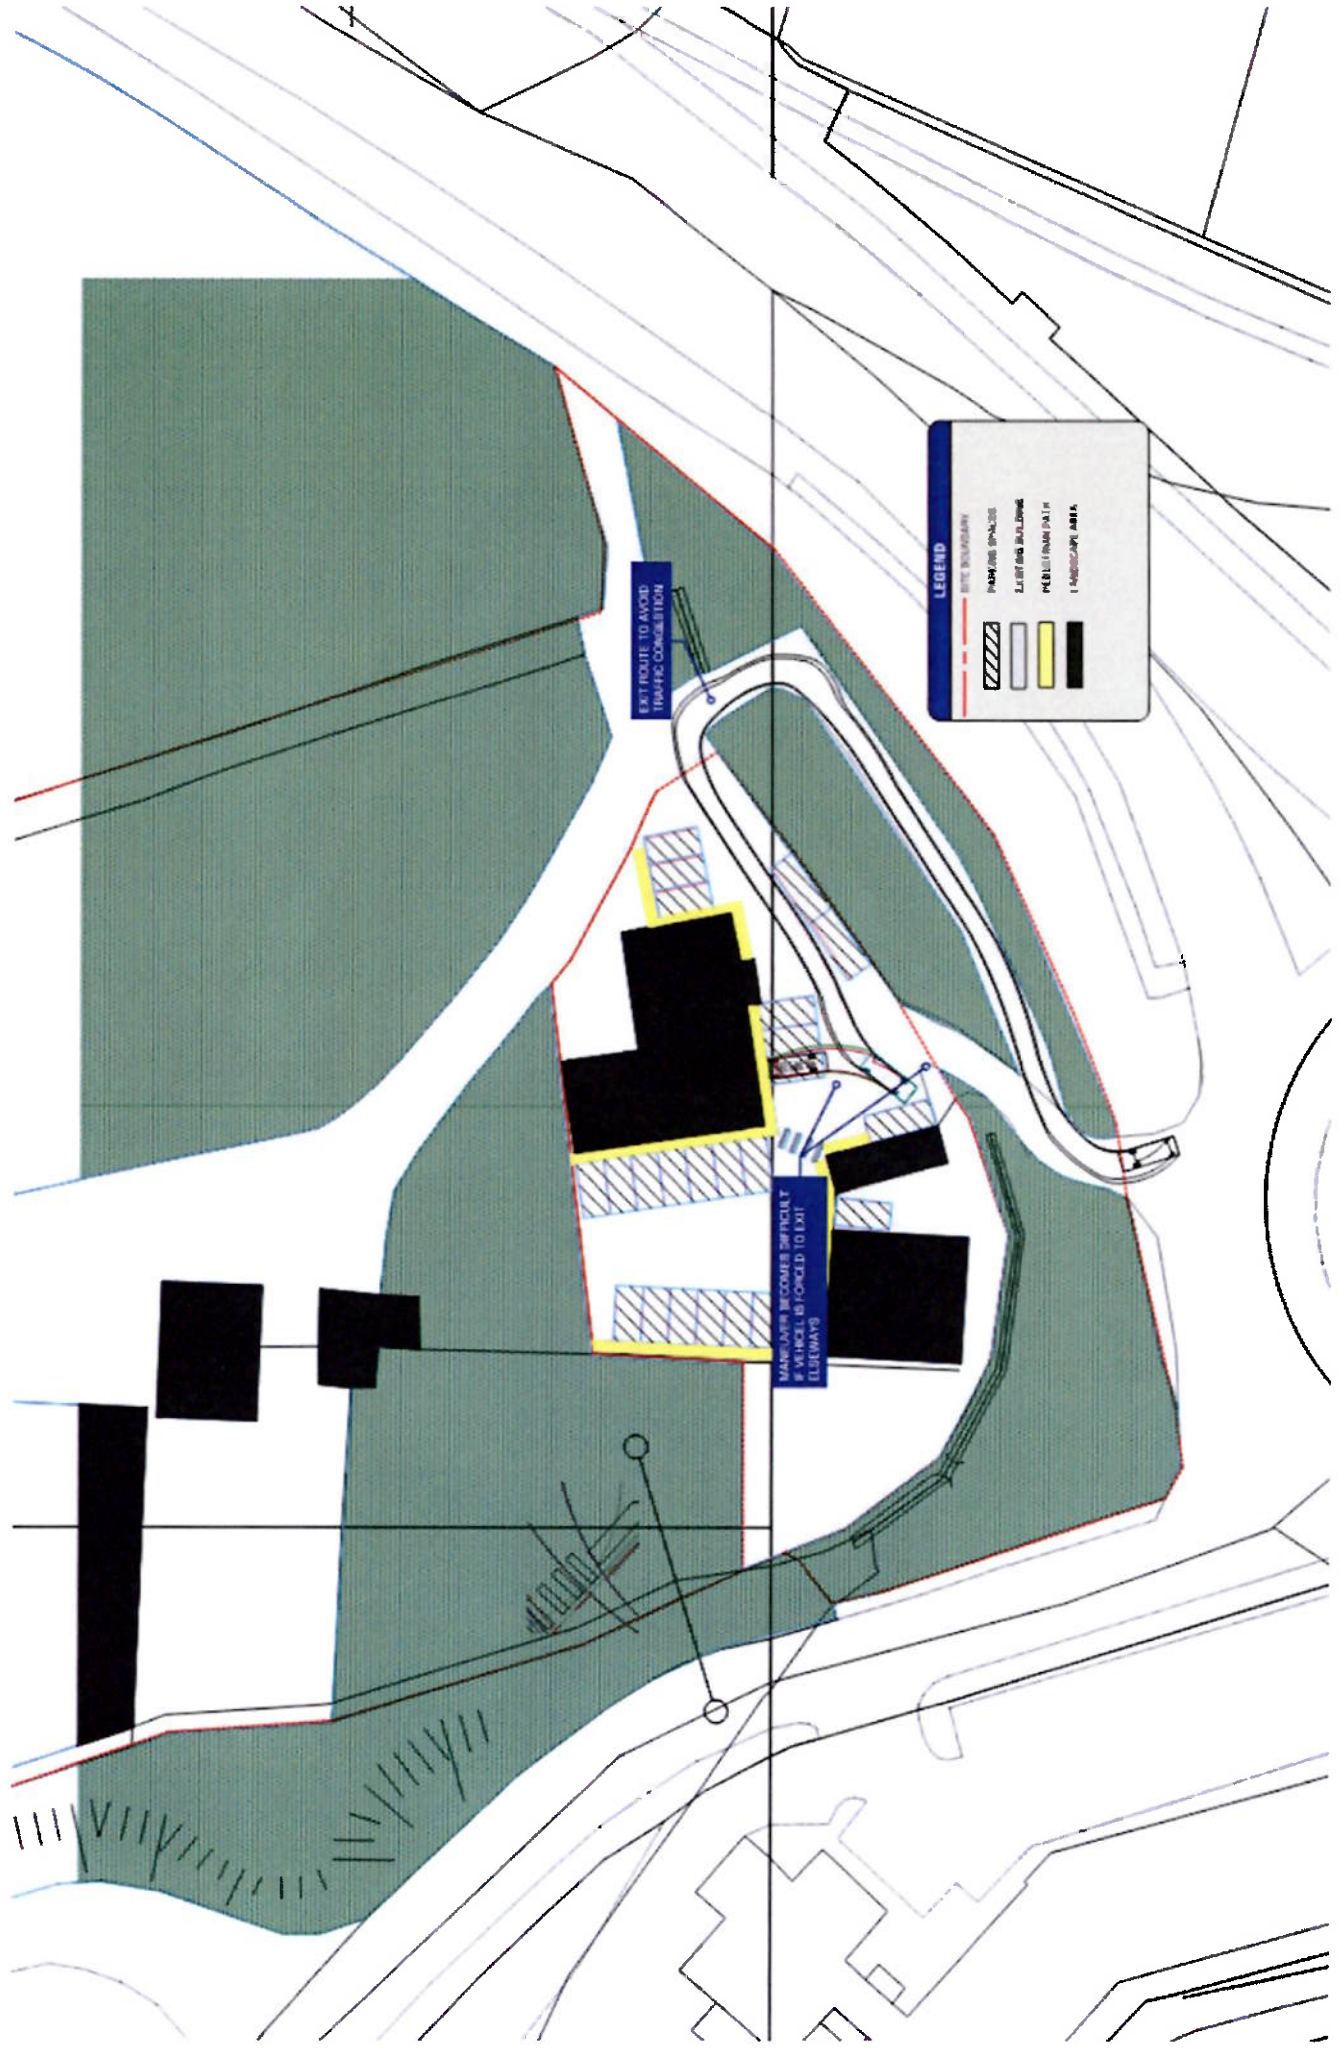 EXIT ROUTE TO AVOID
TRAFFIC CONGESTION
LEGEND
SITE BOUNDARY
PARKING SPACES
EXISTING BUILDING
PEDESTRIAN PATH
LANDSCAPE AREA
MANEUVER BECOMES DIFFICULT
IF VEHICEL IS FORCED TO EXIT
ELSEWAYS